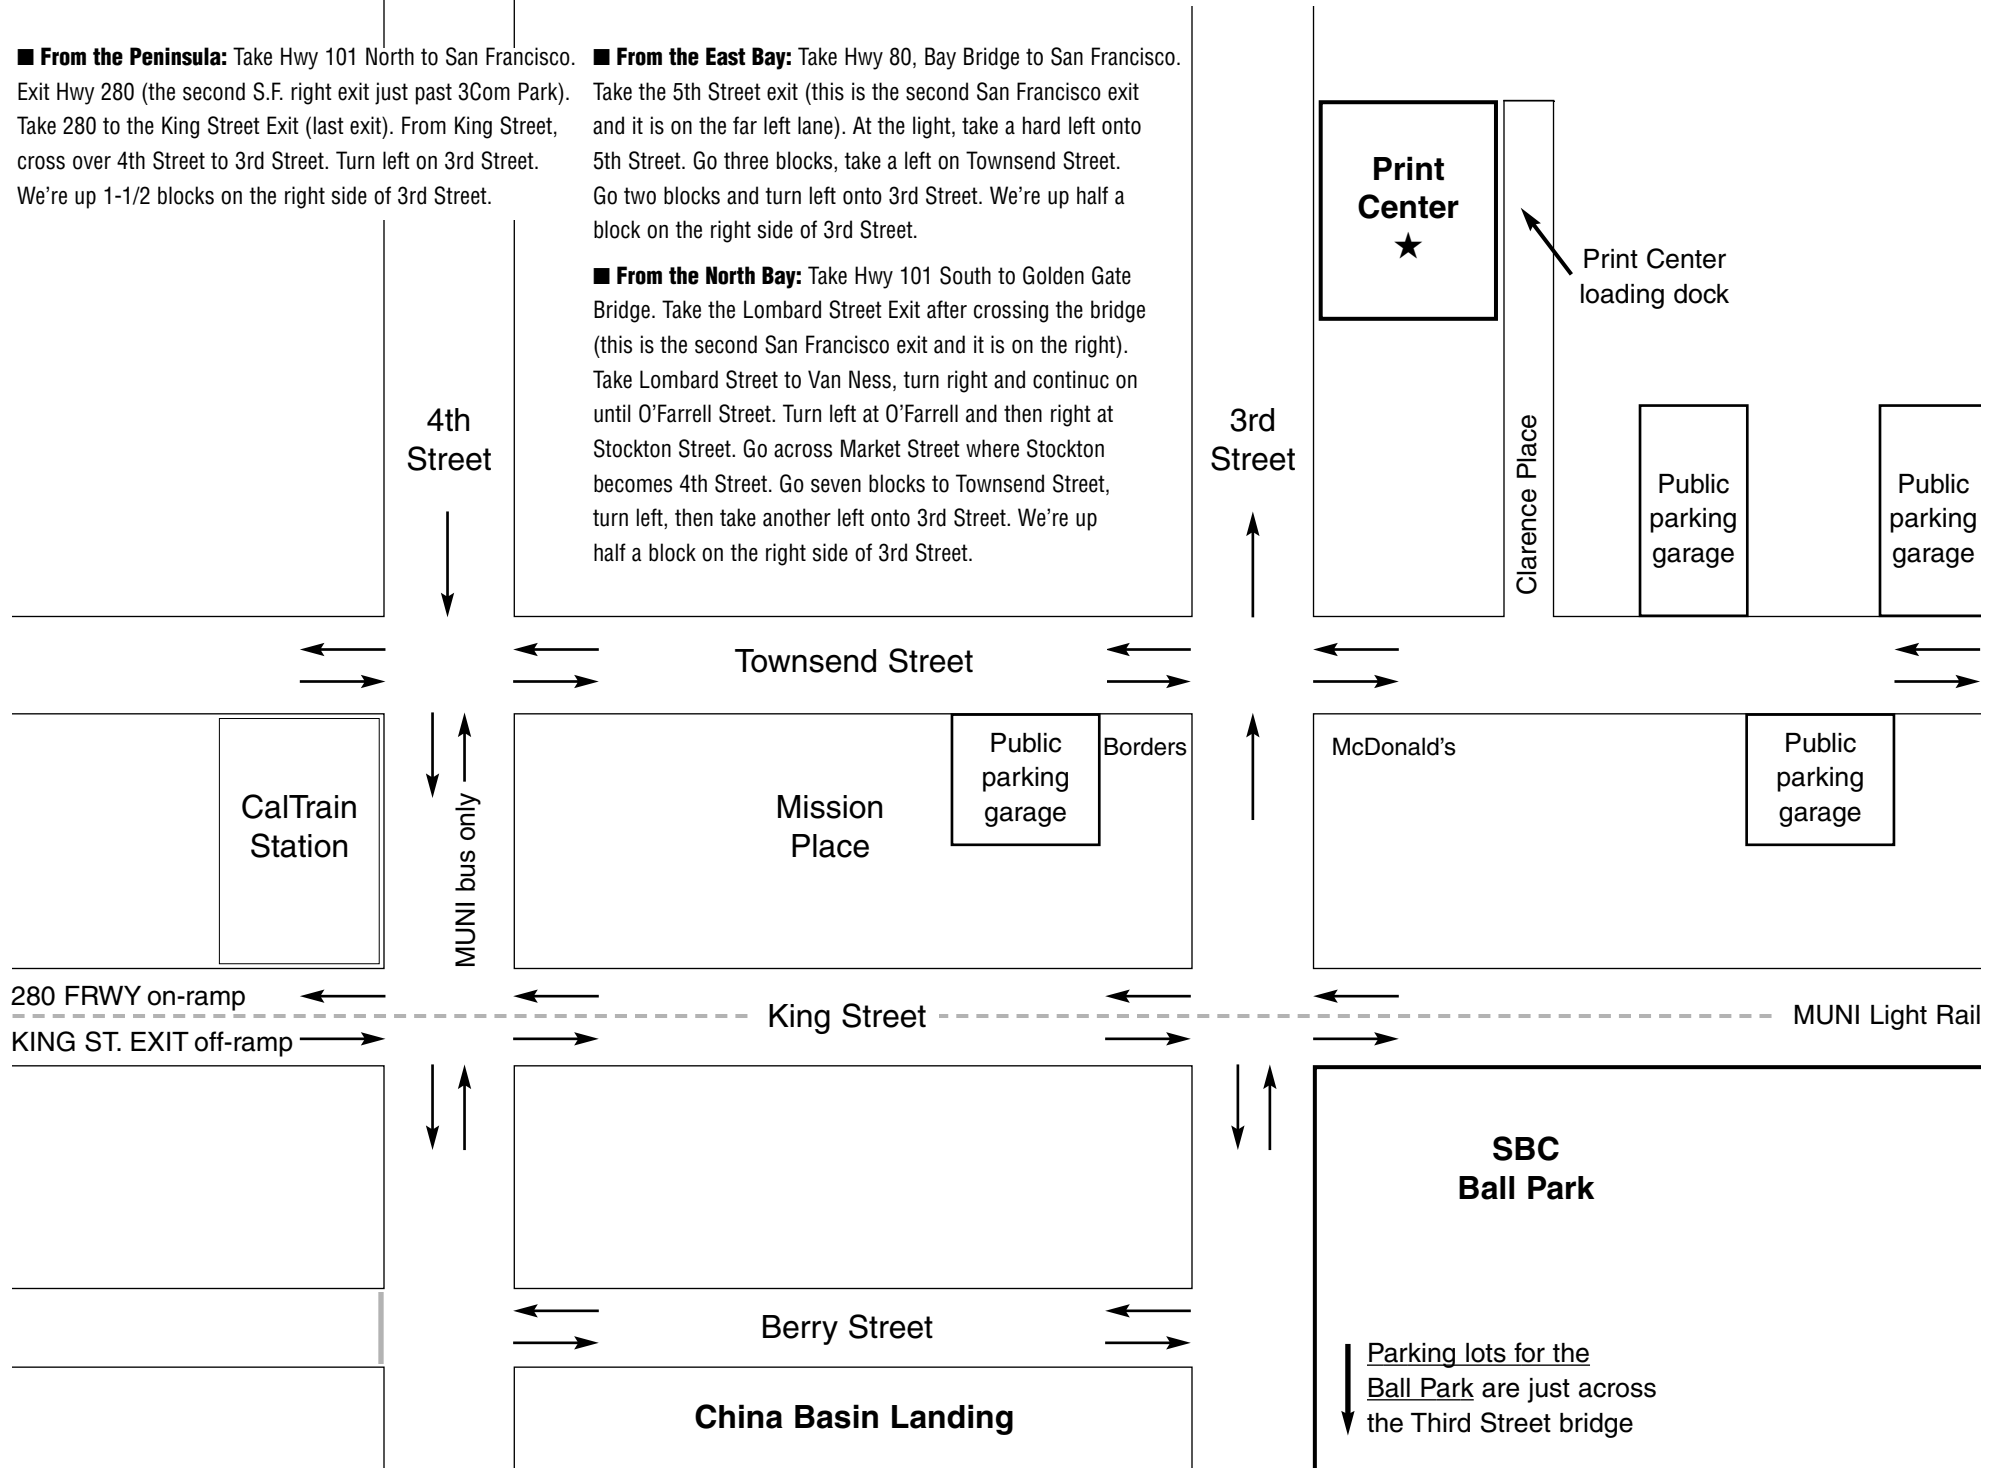 ■ From the Peninsula: Take Hwy 101 North to San Francisco.
Exit Hwy 280 (the second S.F. right exit just past 3Com Park).
Take 280 to the King Street Exit (last exit). From King Street,
cross over 4th Street to 3rd Street. Turn left on 3rd Street.
We’re up 1-1/2 blocks on the right side of 3rd Street.
■ From the East Bay: Take Hwy 80, Bay Bridge to San Francisco.
Take the 5th Street exit (this is the second San Francisco exit
and it is on the far left lane). At the light, take a hard left onto
5th Street. Go three blocks, take a left on Townsend Street.
Go two blocks and turn left onto 3rd Street. We’re up half a
block on the right side of 3rd Street.
■ From the North Bay: Take Hwy 101 South to Golden Gate
Bridge. Take the Lombard Street Exit after crossing the bridge
(this is the second San Francisco exit and it is on the right).
Take Lombard Street to Van Ness, turn right and continuc on
until O’Farrell Street. Turn left at O’Farrell and then right at
Stockton Street. Go across Market Street where Stockton
becomes 4th Street. Go seven blocks to Townsend Street,
turn left, then take another left onto 3rd Street. We’re up
half a block on the right side of 3rd Street.
Print
Center
★
Print Center
loading dock
4th
Street
3rd
Street
Clarence Place
Public
parking
garage
Public
parking
garage
Townsend Street
CalTrain
Station
MUNI bus only
Mission
Place
Public
parking
garage
Borders
McDonald’s
Public
parking
garage
280 FRWY on-ramp
KING ST. EXIT off-ramp
King Street
MUNI Light Rail
SBC
Ball Park
Berry Street
Parking lots for the
Ball Park are just across
the Third Street bridge
China Basin Landing